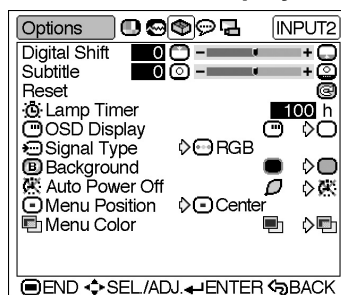 Options INPUT2
Digital Shift 0 - +
Subtitle 0 - +
Reset
Lamp Timer 100 h
OSD Display
Signal Type RGB
B Background
Auto Power Off
Menu Position Center
Menu Color
END SEL./ADJ. ENTER BACK